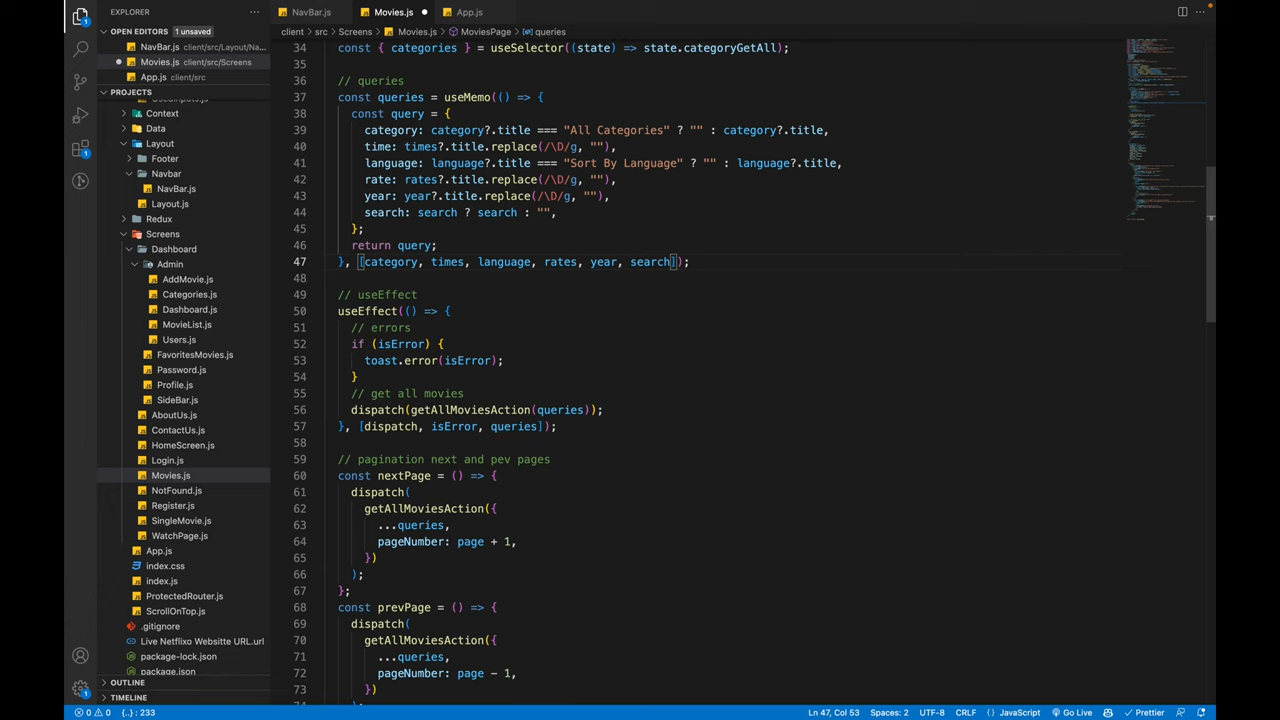 EXPLORER
NavBar.js
Movies.js
App.js
OPEN EDITORS 1 unsaved
client > src > Screens > Movies.js > MoviesPage > queries
NavBar.js client/src/Layout/Na...
Movies.js client/src/Screens
App.js client/src
PROJECTS
Context
Data
Layout
Footer
Navbar
NavBar.js
Layout.js
Redux
Screens
Dashboard
Admin
AddMovie.js
Categories.js
Dashboard.js
MovieList.js
Users.js
FavoritesMovies.js
Password.js
Profile.js
SideBar.js
AboutUs.js
ContactUs.js
HomeScreen.js
Login.js
Movies.js
NotFound.js
Register.js
SingleMovie.js
WatchPage.js
App.js
index.css
index.js
ProtectedRouter.js
ScrollOnTop.js
.gitignore
Live Netflixo Websitte URL.url
package-lock.json
package.json
OUTLINE
TIMELINE
34 const { categories } = useSelector((state) => state.categoryGetAll);
35
36 // queries
37 const queries = useMemo(() => {
38 const query = {
39 category: category?.title === "All Categories" ? "" : category?.title,
40 time: times?.title.replace(/\D/g, ""),
41 language: language?.title === "Sort By Language" ? "" : language?.title,
42 rate: rates?.title.replace(/\D/g, ""),
43 year: year?.title.replace(/\D/g, ""),
44 search: search ? search : "",
45 };
46 return query;
47 }, [category, times, language, rates, year, search]);
48
49 // useEffect
50 useEffect(() => {
51 // errors
52 if (isError) {
53 toast.error(isError);
54 }
55 // get all movies
56 dispatch(getAllMoviesAction(queries));
57 }, [dispatch, isError, queries]);
58
59 // pagination next and pev pages
60 const nextPage = () => {
61 dispatch(
62 getAllMoviesAction({
63 ...queries,
64 pageNumber: page + 1,
65 })
66 );
67 };
68 const prevPage = () => {
69 dispatch(
70 getAllMoviesAction({
71 ...queries,
72 pageNumber: page - 1,
73 })
0 0 {..} : 233
Ln 47, Col 53 Spaces: 2 UTF-8 CRLF {} JavaScript Go Live Prettier